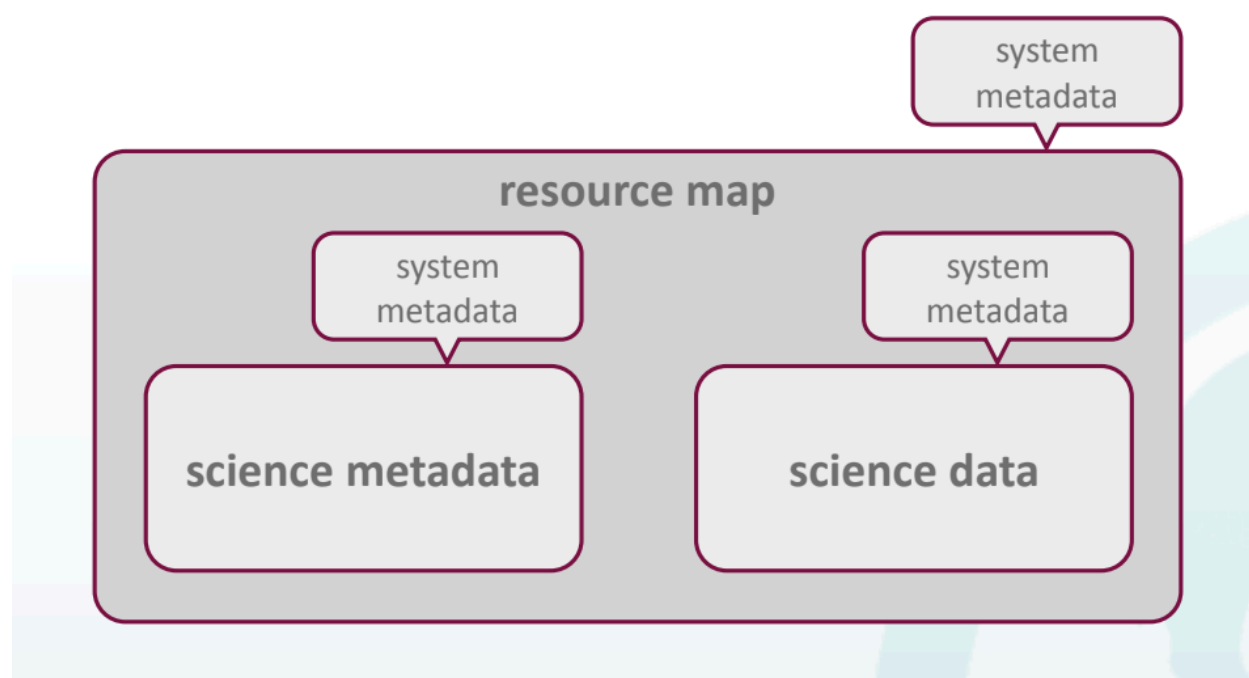 system
metadata
resource map
system
metadata
system
metadata
science metadata
science data